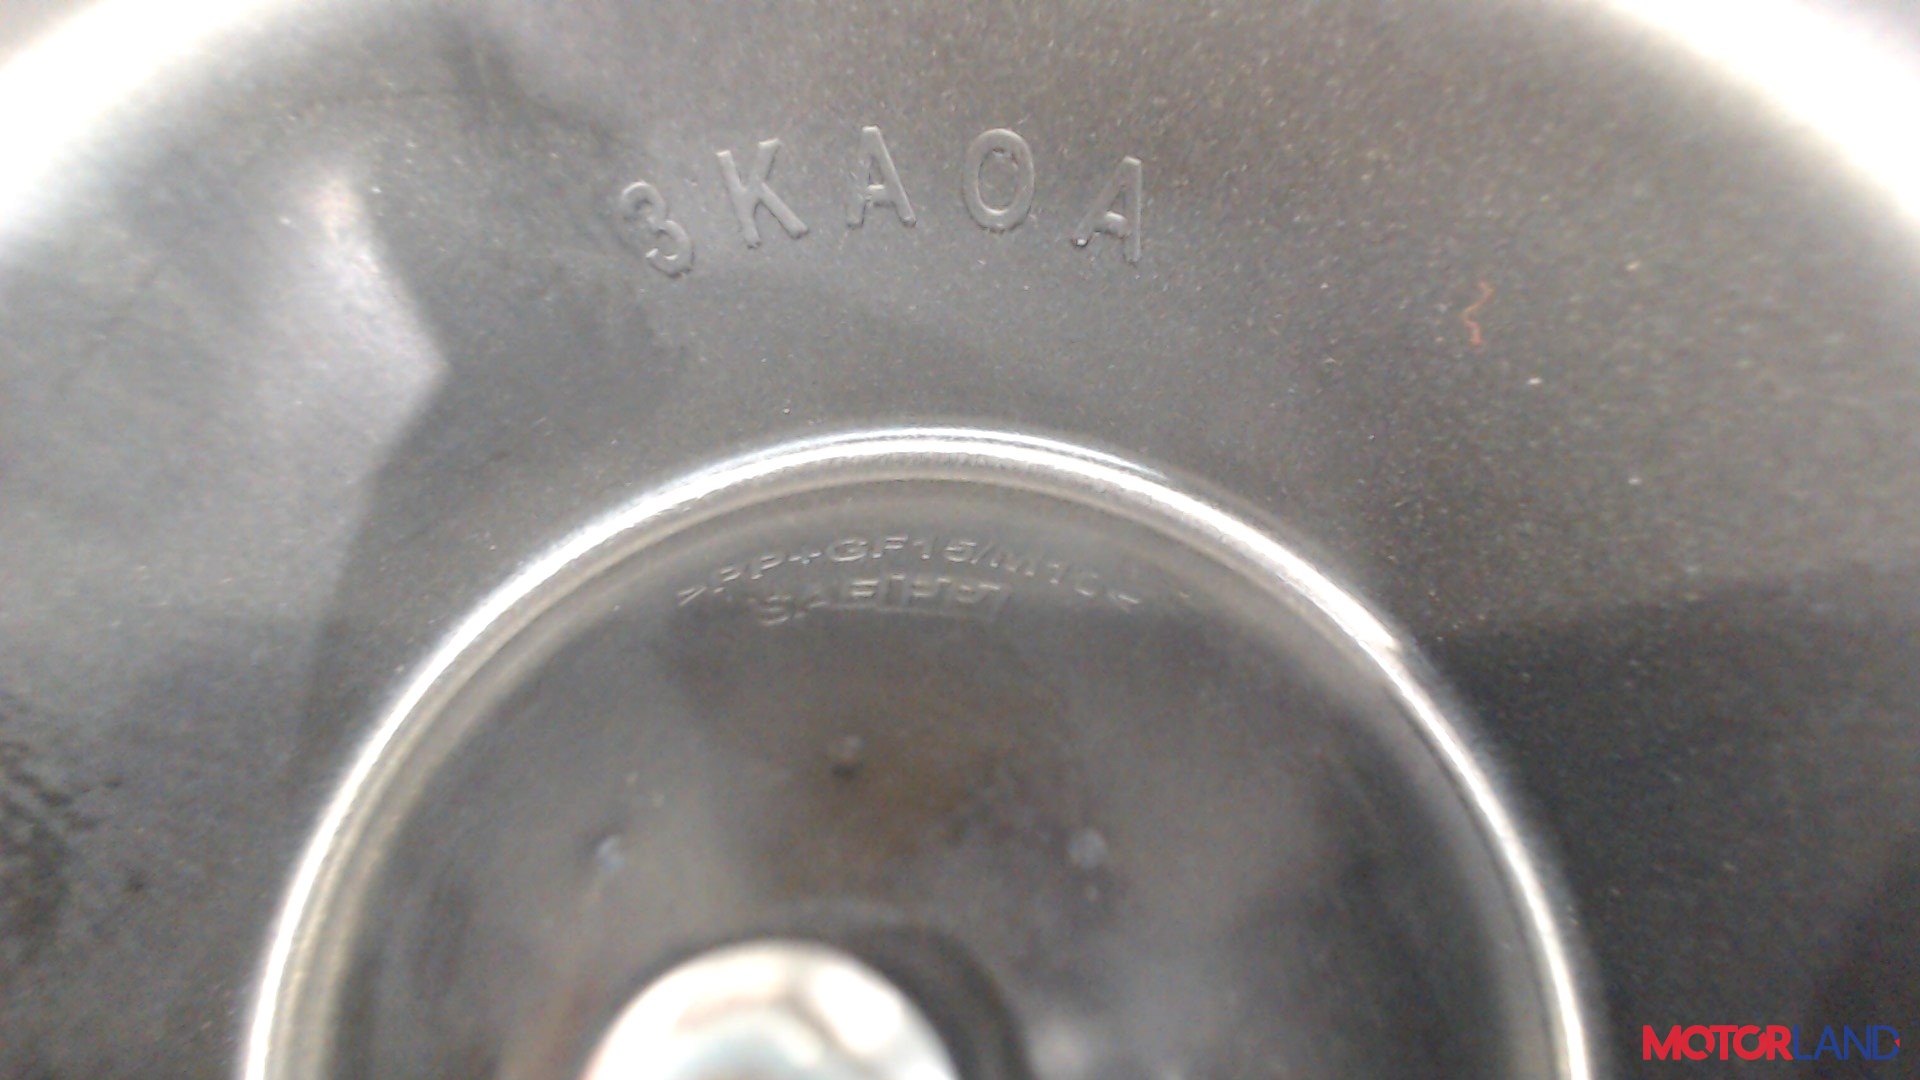 3KA0A
>PP+GF15/M10<
MOTORLAND